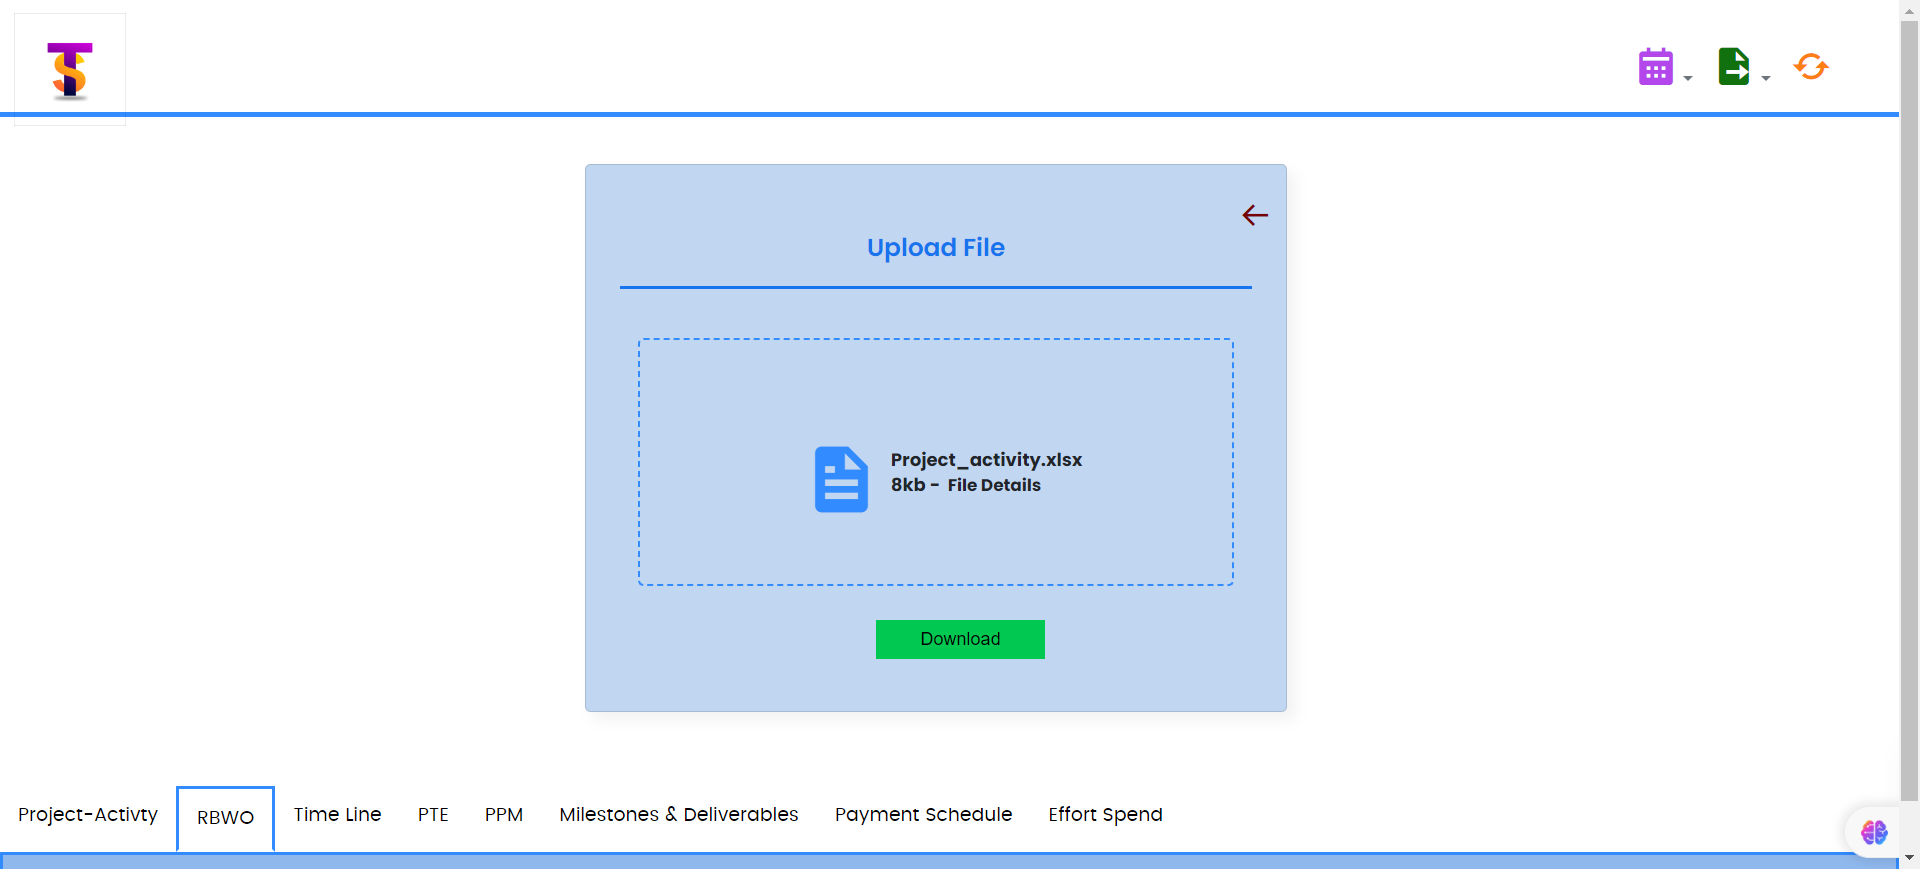 TS
Upload File
Project_activity.xlsx
8kb - File Details
Download
Project-Activty
RBWO
Time Line
PTE
PPM
Milestones & Deliverables
Payment Schedule
Effort Spend